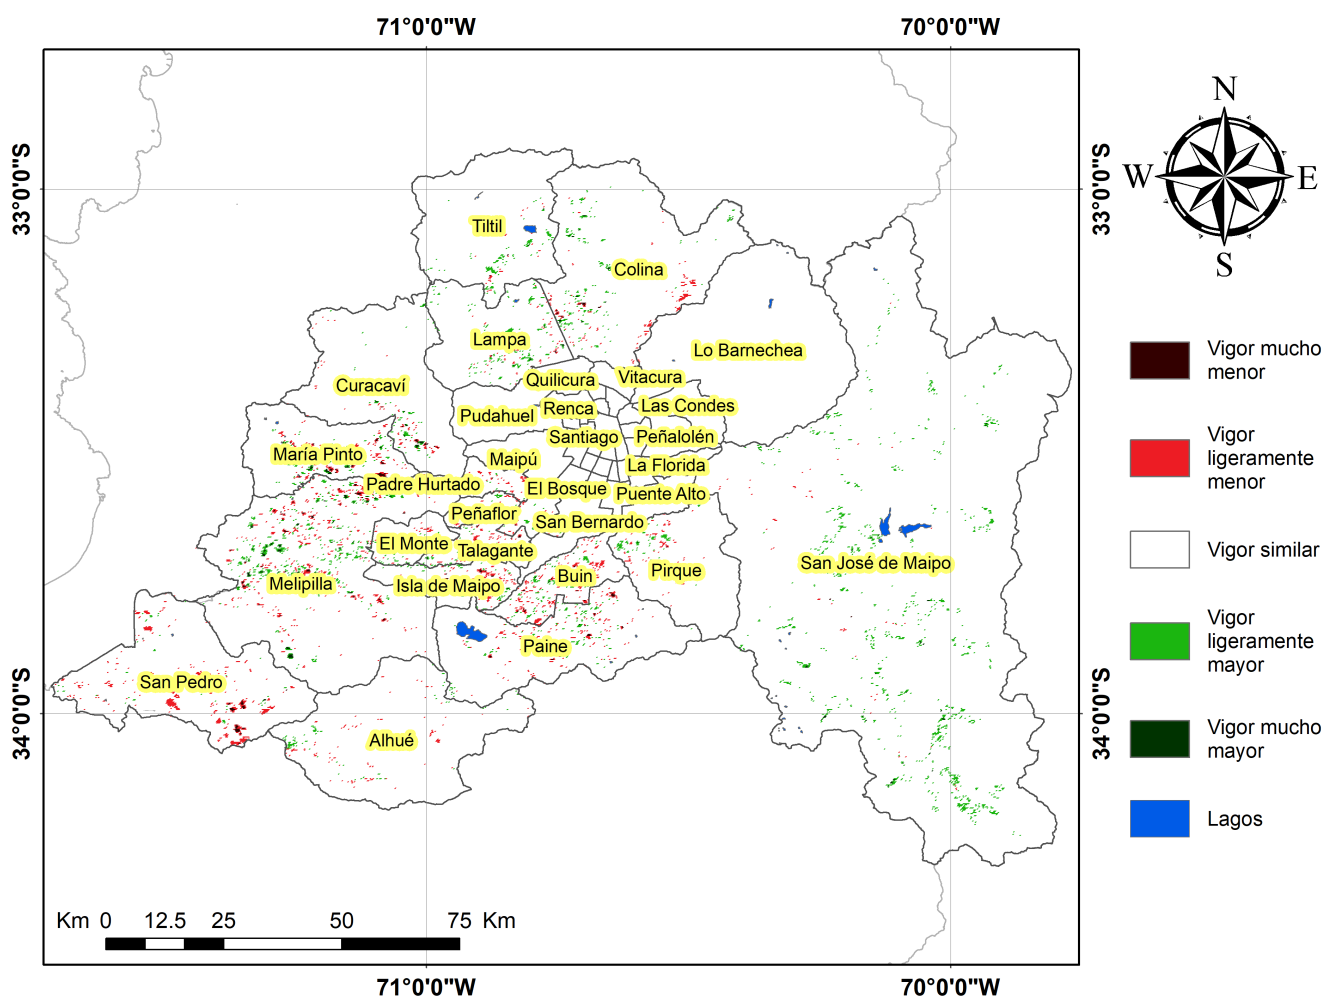 71°0'0"W
70°0'0"W
33°0'0"S
33°0'0"S
N
W
E
S
Tiltil
Colina
Lampa
Lo Barnechea
Curacaví
Quilicura
Vitacura
Pudahuel
Renca
Las Condes
María Pinto
Santiago
Peñalolén
Maipú
La Florida
Padre Hurtado
El Bosque
Puente Alto
Peñaflor
San Bernardo
El Monte
Talagante
Melipilla
Isla de Maipo
Buin
Pirque
San José de Maipo
Paine
San Pedro
Alhué
34°0'0"S
34°0'0"S
Vigor mucho
menor
Vigor
ligeramente
menor
Vigor similar
Vigor
ligeramente
mayor
Vigor mucho
mayor
Lagos
Km 0 12.5 25 50 75 Km
71°0'0"W
70°0'0"W